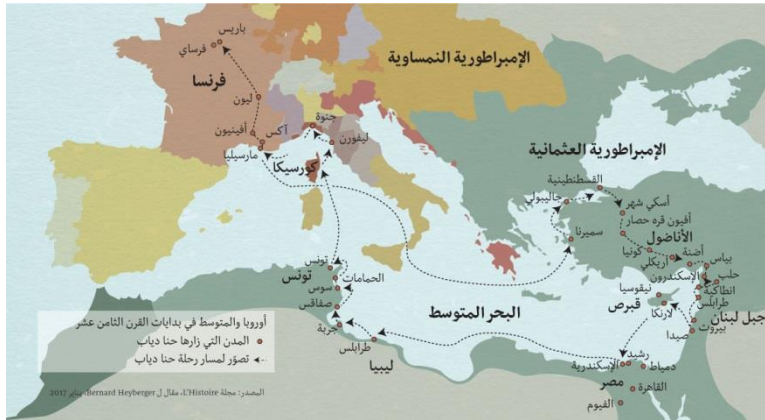 باريس
فرساي
فرنسا
ليون
أفينيون
آكس
مارسيليا
جنوة
ليفورن
كورسيكا
الإمبراطورية النمساوية
الإمبراطورية العثمانية
القسطنطينية
جاليبولي
أسكي شهر
أفيون قره حصار
الأناضول
سميرنا
كونيا
أضنة
أريكلي
بياس
الإسكندرون
حلب
انطاكية
نيقوسيا
طرابلس
قبرص
لارنكا
جبل لبنان
بيروت
صيدا
تونس
تونس
الحمامات
سوس
صفاقس
جربة
طرابلس
ليبيا
البحر المتوسط
رشيد
الإسكندرية
دمياط
مصر
القاهرة
الفيوم
أوروبا والمتوسط في بدايات القرن الثامن عشر
المدن التي زارها حنا دياب
تصوّر لمسار رحلة حنا دياب
المصدر: مجلة L'Histoire، مقال ل Bernard Heyberger، يناير 2017